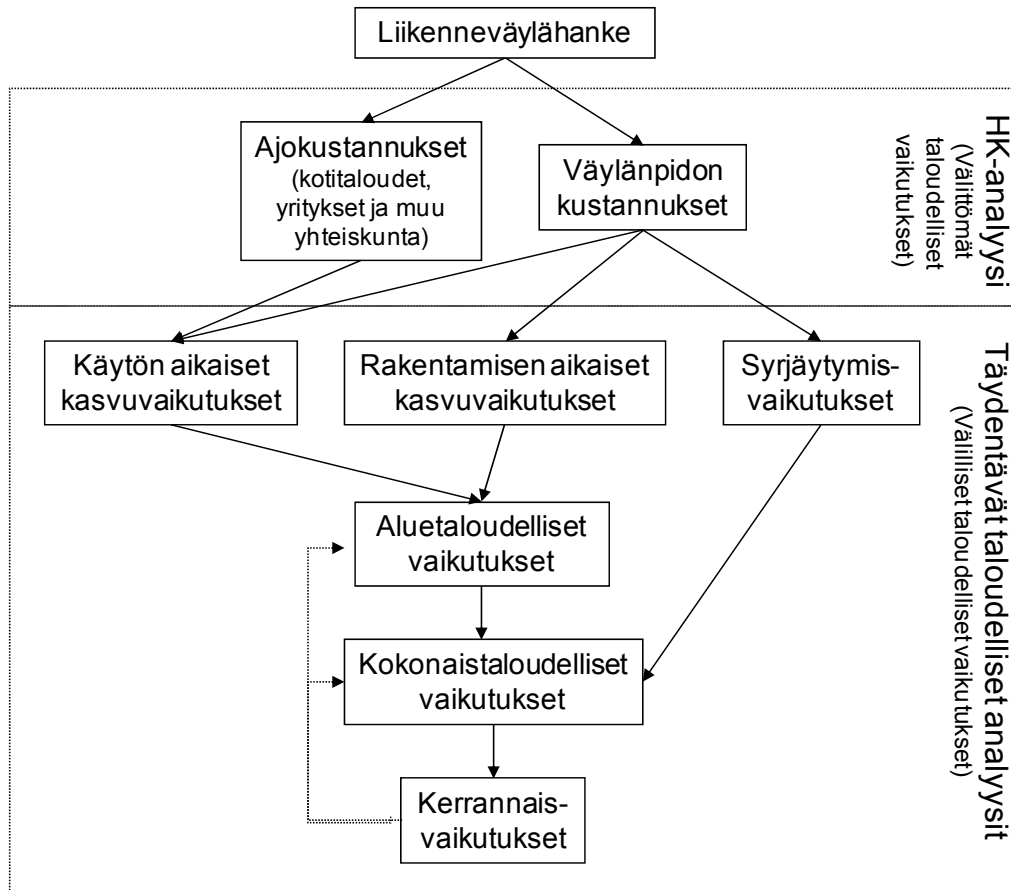 Liikenneväylähanke
Ajokustannukset
(kotitaloudet,
yritykset ja muu
yhteiskunta)
Väylänpidon
kustannukset
HK-analyysi
(Välittömät
taloudelliset
vaikutukset)
Käytön aikaiset
kasvuvaikutukset
Rakentamisen aikaiset
kasvuvaikutukset
Syrjäytymis-
vaikutukset
Aluetaloudelliset
vaikutukset
Kokonaistaloudelliset
vaikutukset
Kerrannais-
vaikutukset
Täydentävät taloudelliset analyysit
(Välilliset taloudelliset vaikutukset)